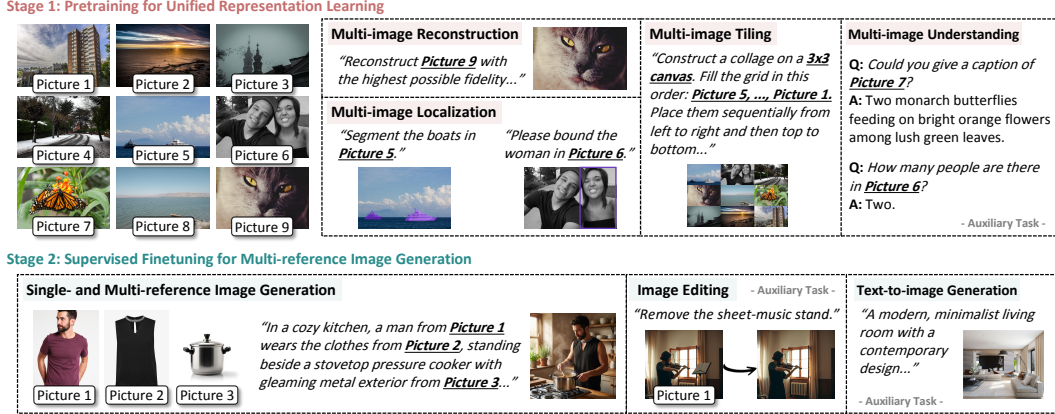 Stage 1: Pretraining for Unified Representation Learning
Picture 1
Picture 2
Picture 3
Picture 4
Picture 5
Picture 6
Picture 7
Picture 8
Picture 9
Multi-image Reconstruction
“Reconstruct Picture 9 with
the highest possible fidelity...”
Multi-image Localization
“Segment the boats in
Picture 5.”
“Please bound the
woman in Picture 6.”
Multi-image Tiling
“Construct a collage on a 3x3
canvas. Fill the grid in this
order: Picture 5, ..., Picture 1.
Place them sequentially from
left to right and then top to
bottom...”
Multi-image Understanding
Q: Could you give a caption of
Picture 7?
A: Two monarch butterflies
feeding on bright orange flowers
among lush green leaves.
Q: How many people are there
in Picture 6?
A: Two.
- Auxiliary Task -
Stage 2: Supervised Finetuning for Multi-reference Image Generation
Single- and Multi-reference Image Generation
Picture 1
Picture 2
Picture 3
“In a cozy kitchen, a man from Picture 1
wears the clothes from Picture 2, standing
beside a stovetop pressure cooker with
gleaming metal exterior from Picture 3...”
Image Editing
- Auxiliary Task -
“Remove the sheet-music stand.”
Picture 1
Text-to-image Generation
“A modern, minimalist living
room with a
contemporary
design...”
- Auxiliary Task -